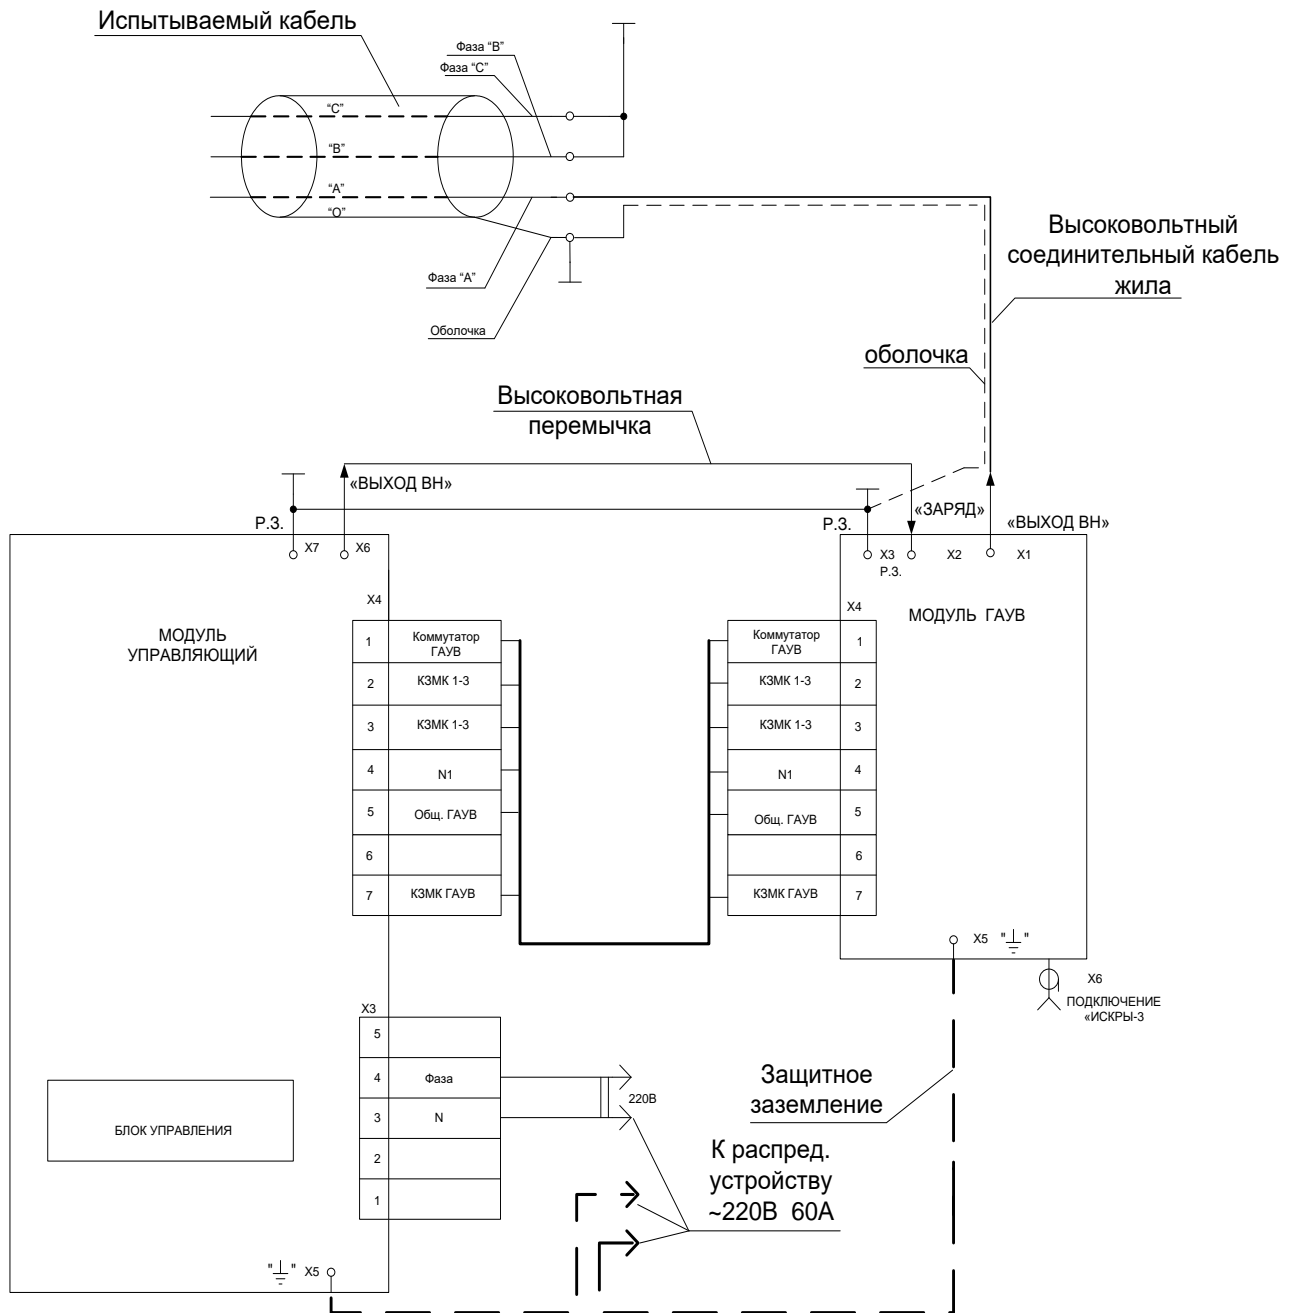 Испытываемый кабель
Фаза “В”
Фаза “С”
“С”
“В”
“А”
“О”
Фаза “А”
Оболочка
Высоковольтный
соединительный кабель
жила
оболочка
Высоковольтная
перемычка
«ВЫХОД ВН»
Р.З.
X7
X6
Р.З.
«ЗАРЯД»
«ВЫХОД ВН»
X3
Р.З.
X2
X1
МОДУЛЬ
УПРАВЛЯЮЩИЙ
X4
1
Коммутатор
ГАУВ
2
КЗМК 1-3
3
КЗМК 1-3
4
N1
5
Общ. ГАУВ
6
7
КЗМК ГАУВ
МОДУЛЬ ГАУВ
X4
Коммутатор
ГАУВ
1
КЗМК 1-3
2
КЗМК 1-3
3
N1
4
Общ. ГАУВ
5
6
КЗМК ГАУВ
7
X5
" "
X6
ПОДКЛЮЧЕНИЕ
«ИСКРЫ-3
X3
5
4
Фаза
3
N
2
1
220В
БЛОК УПРАВЛЕНИЯ
Защитное
заземление
К распред.
устройству
~220В 60А
" "
X5